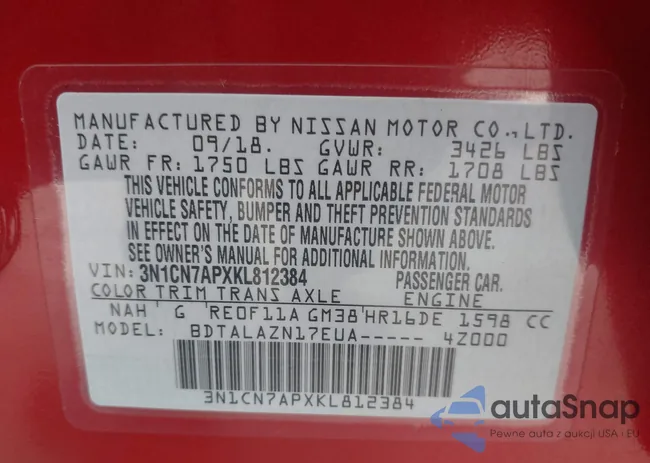 MANUFACTURED BY NISSAN MOTOR CO.,LTD.
DATE: 09/18. GVWR: 3426 LBS
GAWR FR: 1750 LBS GAWR RR: 1708 LBS
THIS VEHICLE CONFORMS TO ALL APPLICABLE FEDERAL MOTOR
VEHICLE SAFETY, BUMPER AND THEFT PREVENTION STANDARDS
IN EFFECT ON THE DATE OF MANUFACTURE SHOWN ABOVE.
SEE OWNER'S MANUAL FOR ADDITIONAL INFORMATION.
VIN: 3N1CN7APXKL812384 PASSENGER CAR.
COLOR TRIM TRANS AXLE ENGINE
NAH G RE0F11A GM38 HR16DE 1598 CC
MODEL: BDTALAZN17EUA----- 4Z000
3N1CN7APXKL812384
autaSnap
Pewne auta z aukcji USA i EU